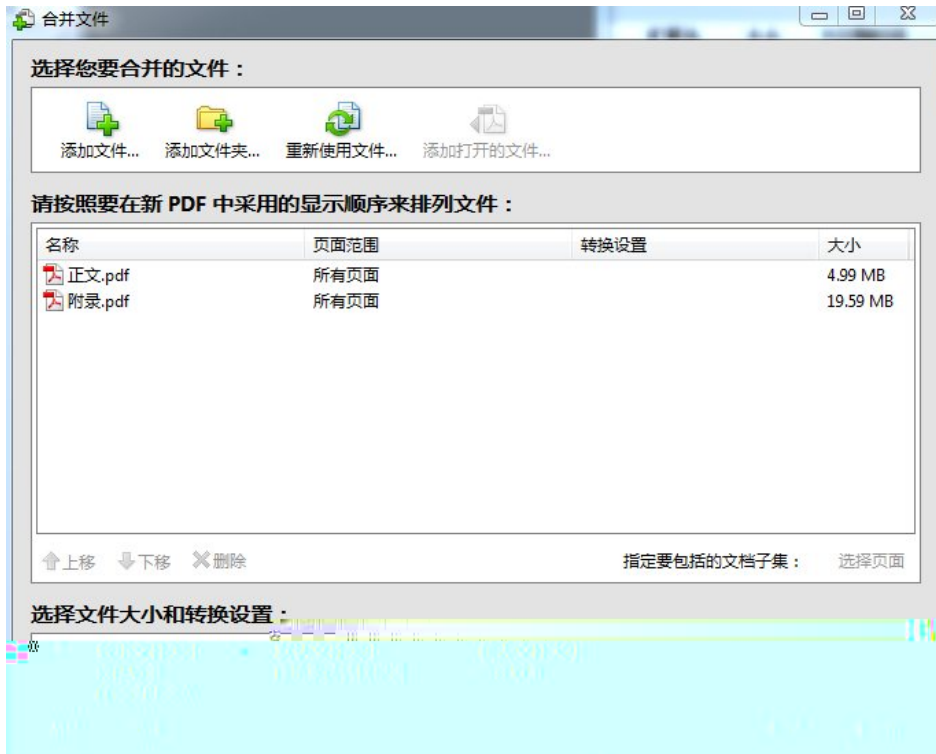 合并文件
选择您要合并的文件：
添加文件... 添加文件夹... 重新使用文件... 添加打开的文件...
请按照要在新 PDF 中采用的显示顺序来排列文件：
名称 页面范围 转换设置 大小
正文.pdf 所有页面 4.99 MB
附录.pdf 所有页面 19.59 MB
上移 下移 删除 指定要包括的文档子集： 选择页面
选择文件大小和转换设置：